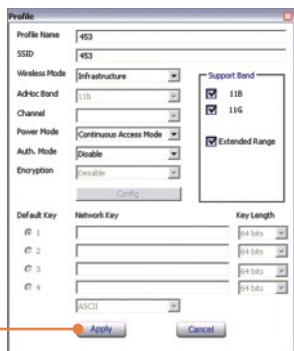 Profile
Profile Name 453
SSID 453
Wireless Mode Infrastructure
Support Band
AdHoc Band 11b
11B
Channel
11G
Power Mode Continuous Access Mode
Extended Range
Auth. Mode Disable
Encryption Desable
Config
Default Key Network Key Key Length
1 64 bits
2 64 bits
3 64 bits
4 64 bits
ASCII
Apply Cancel